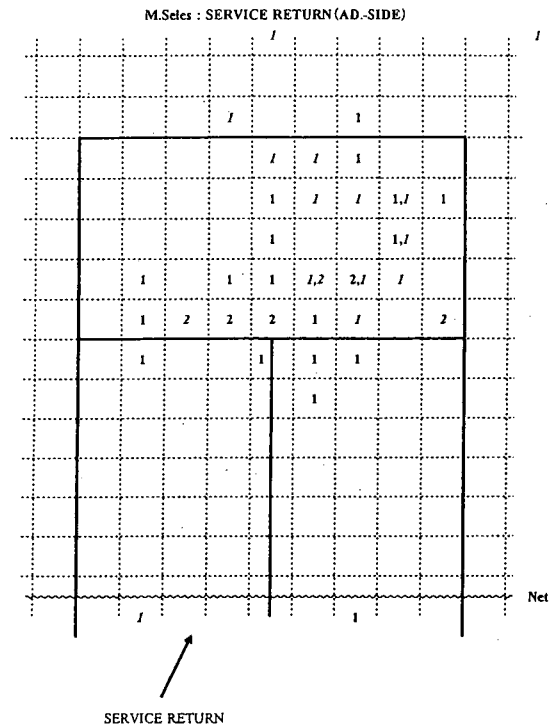 M.Seles : SERVICE RETURN (AD.-SIDE)
1 1
1 1
1 1 1
1 1 1 1,1 1
1 1,1
1 1 1 1,2 2,1 1
1 2 2 2 1 1 2
1 1 1 1
1
Net
1 1
SERVICE RETURN